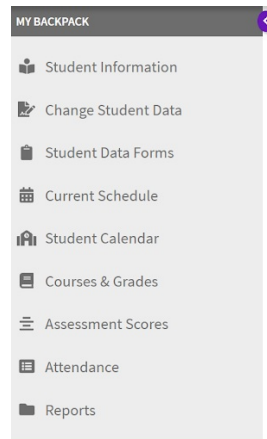 MY BACKPACK
Student Information
Change Student Data
Student Data Forms
Current Schedule
Student Calendar
Courses & Grades
Assessment Scores
Attendance
Reports